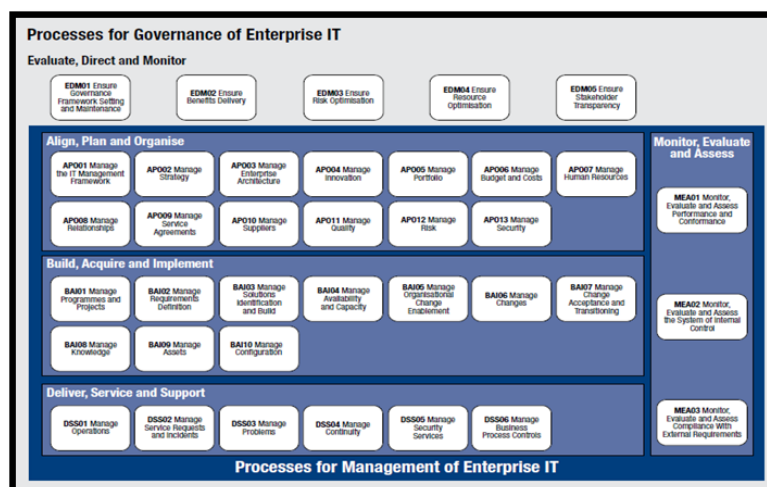 Processes for Governance of Enterprise IT
Evaluate, Direct and Monitor
EDM01 Ensure
Governance
Framework Setting
and Maintenance
EDM02 Ensure
Benefits Delivery
EDM03 Ensure
Risk Optimisation
EDM04 Ensure
Resource
Optimisation
EDM05 Ensure
Stakeholder
Transparency
Align, Plan and Organise
APO01 Manage
the IT Management
Framework
APO02 Manage
Strategy
APO03 Manage
Enterprise
Architecture
APO04 Manage
Innovation
APO05 Manage
Portfolio
APO06 Manage
Budget and Costs
APO07 Manage
Human Resources
APO08 Manage
Relationships
APO09 Manage
Service
Agreements
APO10 Manage
Suppliers
APO11 Manage
Quality
APO12 Manage
Risk
APO13 Manage
Security
Build, Acquire and Implement
BAI01 Manage
Programmes and
Projects
BAI02 Manage
Requirements
Definition
BAI03 Manage
Solutions
Identification
and Build
BAI04 Manage
Availability
and Capacity
BAI05 Manage
Organisational
Change
Enablement
BAI06 Manage
Changes
BAI07 Manage
Change
Acceptance and
Transitioning
BAI08 Manage
Knowledge
BAI09 Manage
Assets
BAI10 Manage
Configuration
Deliver, Service and Support
DSS01 Manage
Operations
DSS02 Manage
Service Requests
and Incidents
DSS03 Manage
Problems
DSS04 Manage
Continuity
DSS05 Manage
Security
Services
DSS06 Manage
Business
Process Controls
Monitor, Evaluate
and Assess
MEA01 Monitor,
Evaluate and Assess
Performance and
Conformance
MEA02 Monitor,
Evaluate and Assess
the System of Internal
Control
MEA03 Monitor,
Evaluate and Assess
Compliance With
External Requirements
Processes for Management of Enterprise IT